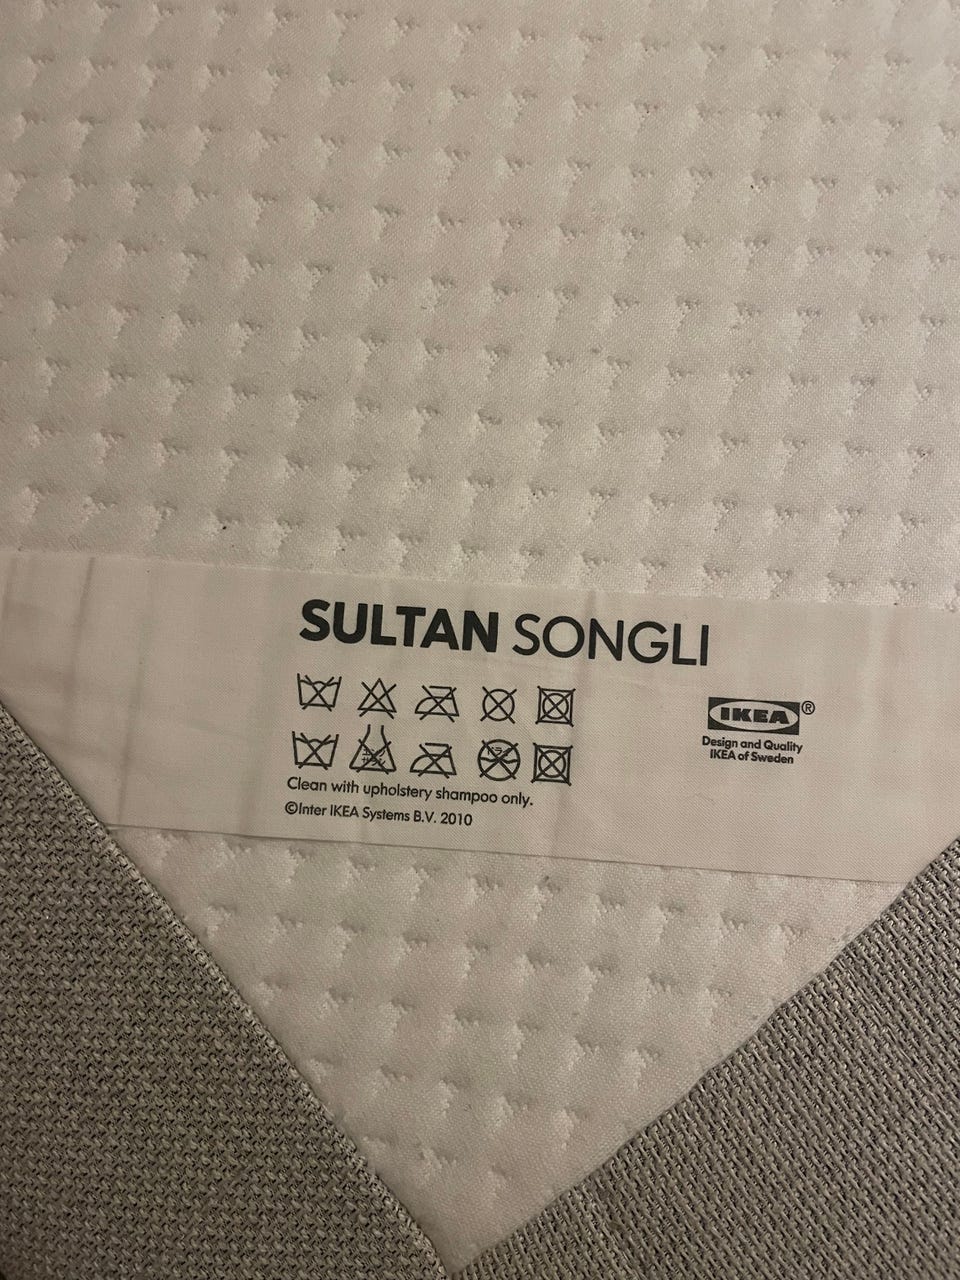 SULTAN SONGLI
IKEA®
Design and Quality
IKEA of Sweden
Clean with upholstery shampoo only.
©Inter IKEA Systems B.V. 2010